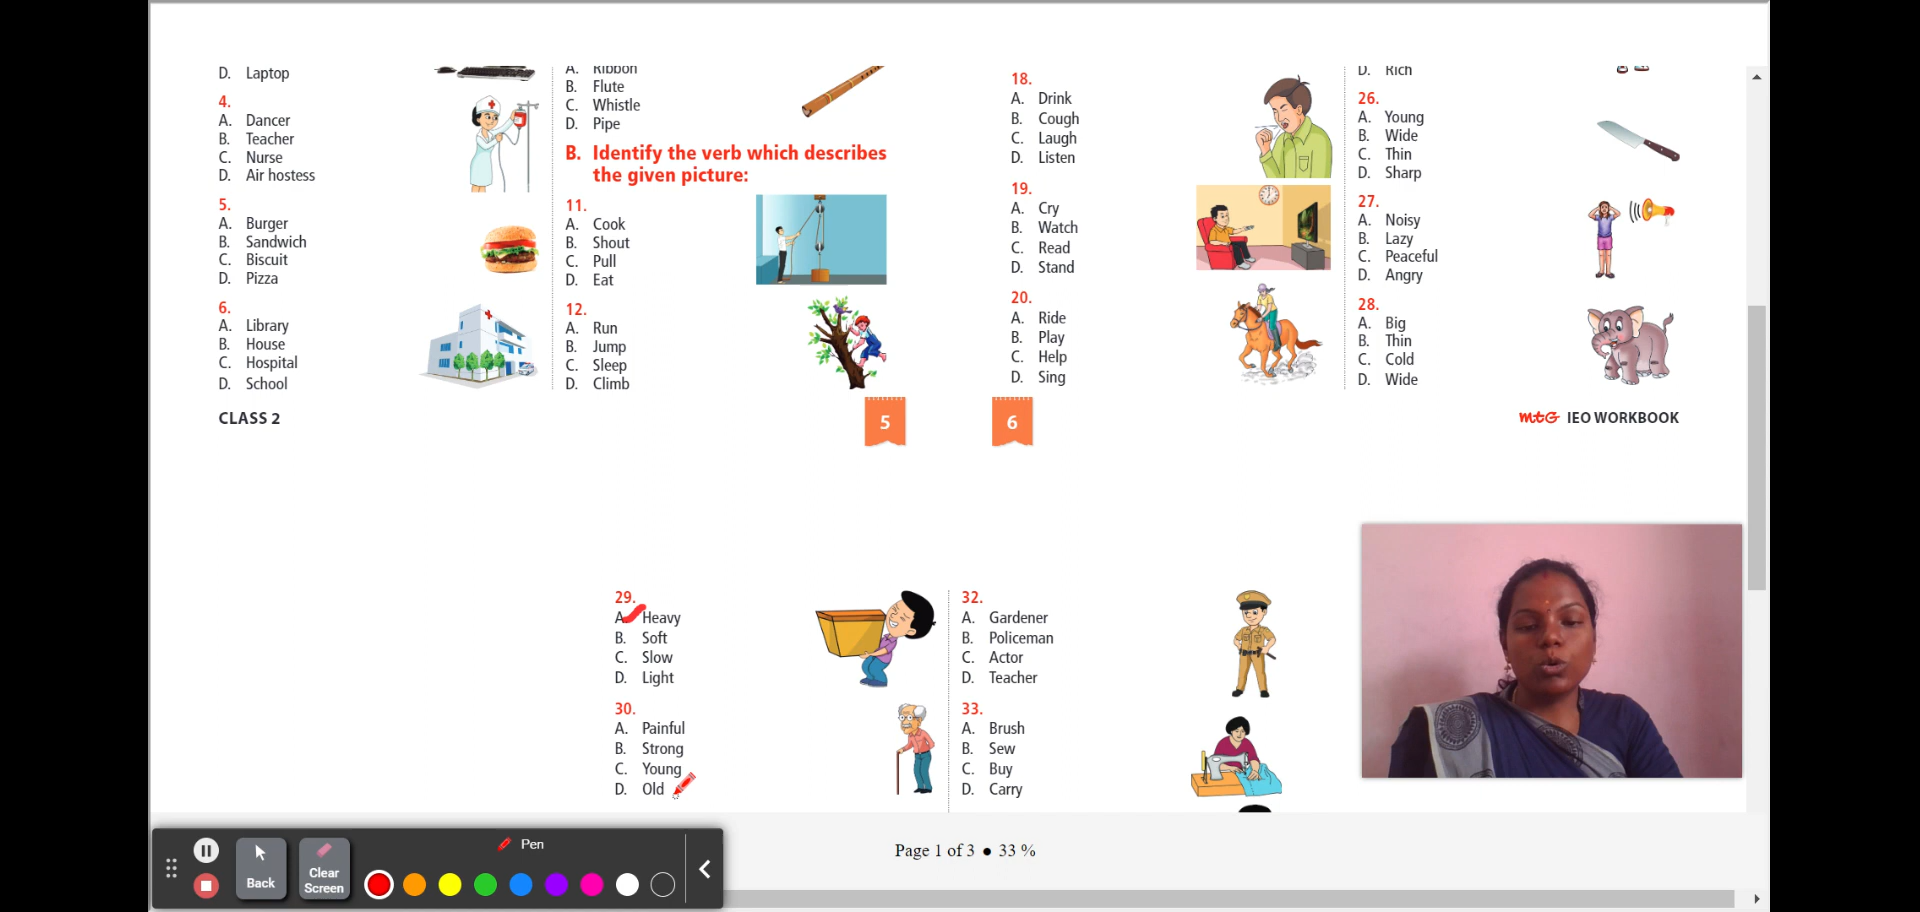 D. Laptop
4.
A. Dancer
B. Teacher
C. Nurse
D. Air hostess
5.
A. Burger
B. Sandwich
C. Biscuit
D. Pizza
6.
A. Library
B. House
C. Hospital
D. School
CLASS 2
A. Ribbon
B. Flute
C. Whistle
D. Pipe
B. Identify the verb which describes
the given picture:
11.
A. Cook
B. Shout
C. Pull
D. Eat
12.
A. Run
B. Jump
C. Sleep
D. Climb
5
18.
A. Drink
B. Cough
C. Laugh
D. Listen
19.
A. Cry
B. Watch
C. Read
D. Stand
20.
A. Ride
B. Play
C. Help
D. Sing
6
D. Rich
26.
A. Young
B. Wide
C. Thin
D. Sharp
27.
A. Noisy
B. Lazy
C. Peaceful
D. Angry
28.
A. Big
B. Thin
C. Cold
D. Wide
mtG IEO WORKBOOK
29.
A. Heavy
B. Soft
C. Slow
D. Light
30.
A. Painful
B. Strong
C. Young
D. Old
32.
A. Gardener
B. Policeman
C. Actor
D. Teacher
33.
A. Brush
B. Sew
C. Buy
D. Carry
Back
Clear
Screen
Pen
Page 1 of 3 ● 33 %